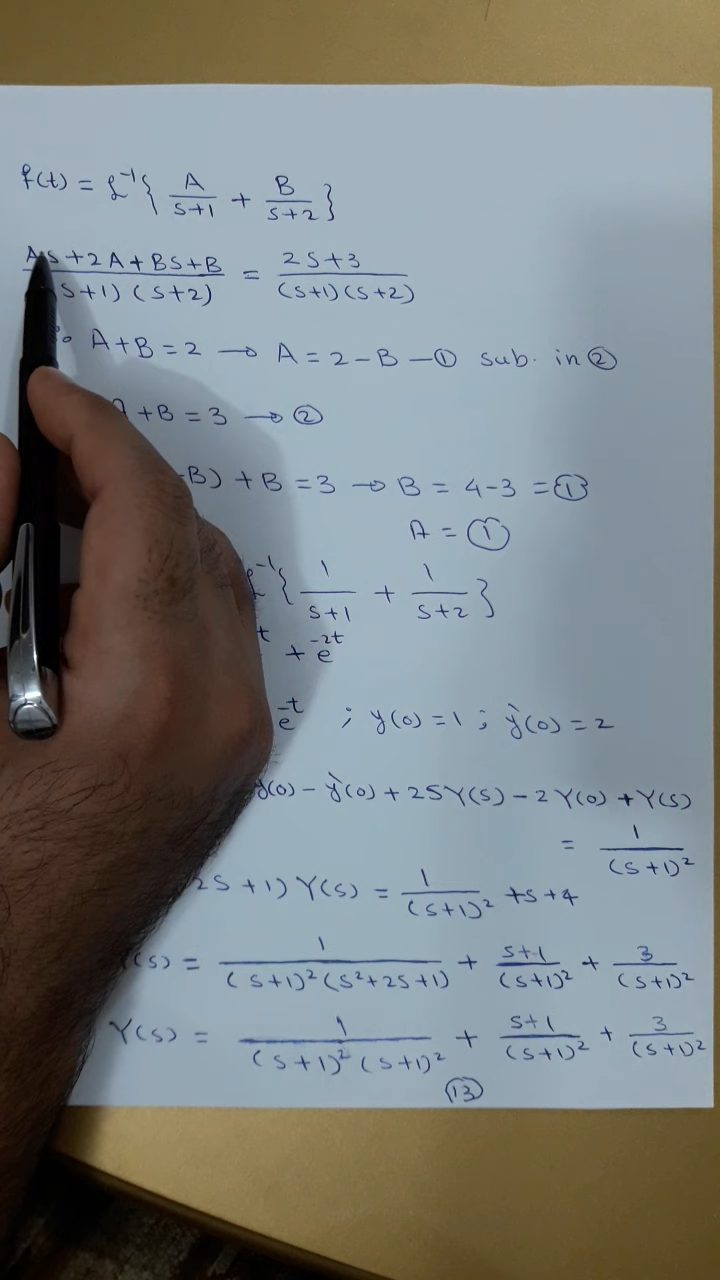 f(t) = ℒ⁻¹{ A/(s+1) + B/(s+2) }
(As+2A+Bs+B)/(s+1)(s+2) = (2s+3)/((s+1)(s+2))
A+B=2 → A=2-B —① sub. in ②
A+B=3 → ②
-B)+B=3 → B=4-3=①
A=①
ℒ⁻¹{ 1/(s+1) + 1/(s+2) }
t + e^(-2t)
e^(-t) ; y(0)=1 ; y̒(0)=2
y(0) - y̒(0) + 2SY(s) - 2Y(0) + Y(s)
= 1/(s+1)²
2s+1) Y(s) = 1/(s+1)² + s + 4
(s) = 1/((s+1)²(s²+2s+1)) + (s+1)/(s+1)² + 3/(s+1)²
Y(s) = 1/((s+1)²(s+1)²) + (s+1)/(s+1)² + 3/(s+1)²
13